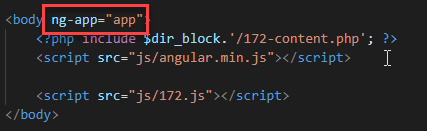 <body ng-app="app">
<?php include $dir_block.'/172-content.php'; ?>
<script src="js/angular.min.js"></script>
<script src="js/172.js"></script>
</body>